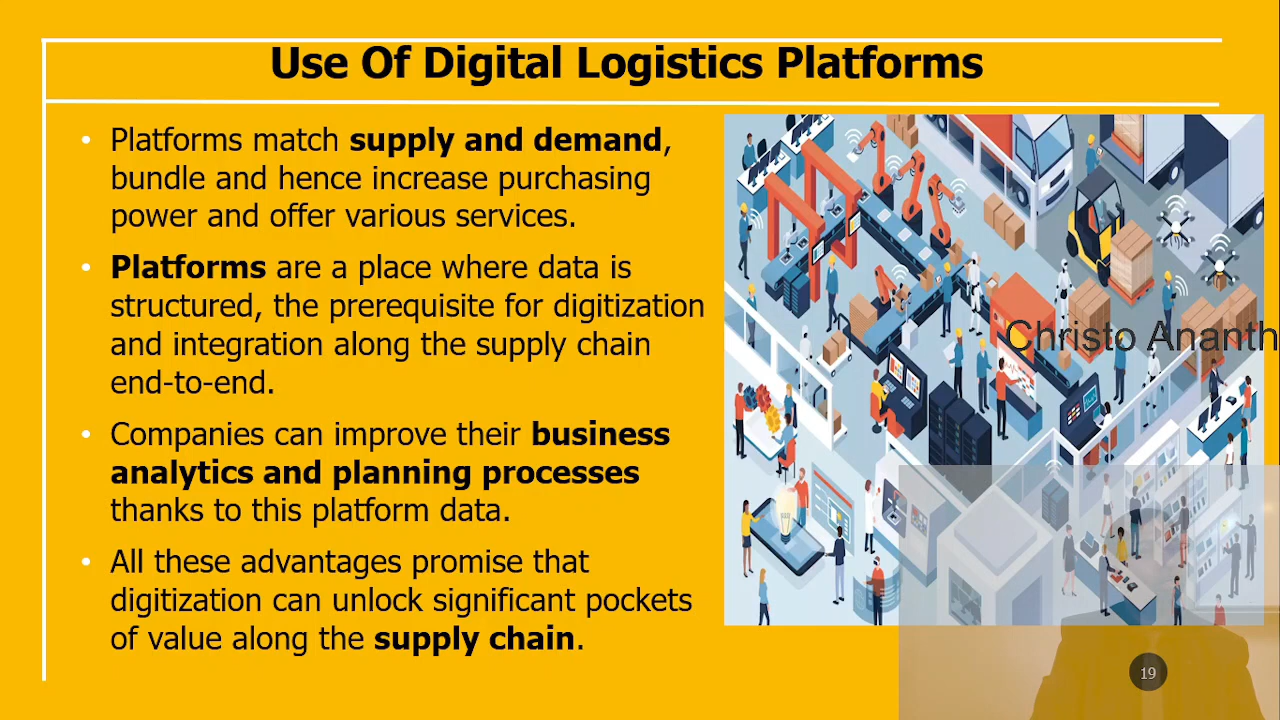 Use Of Digital Logistics Platforms
• Platforms match supply and demand,
bundle and hence increase purchasing
power and offer various services.
• Platforms are a place where data is
structured, the prerequisite for digitization
and integration along the supply chain
end-to-end.
• Companies can improve their business
analytics and planning processes
thanks to this platform data.
• All these advantages promise that
digitization can unlock significant pockets
of value along the supply chain.
Christo Ananth
19